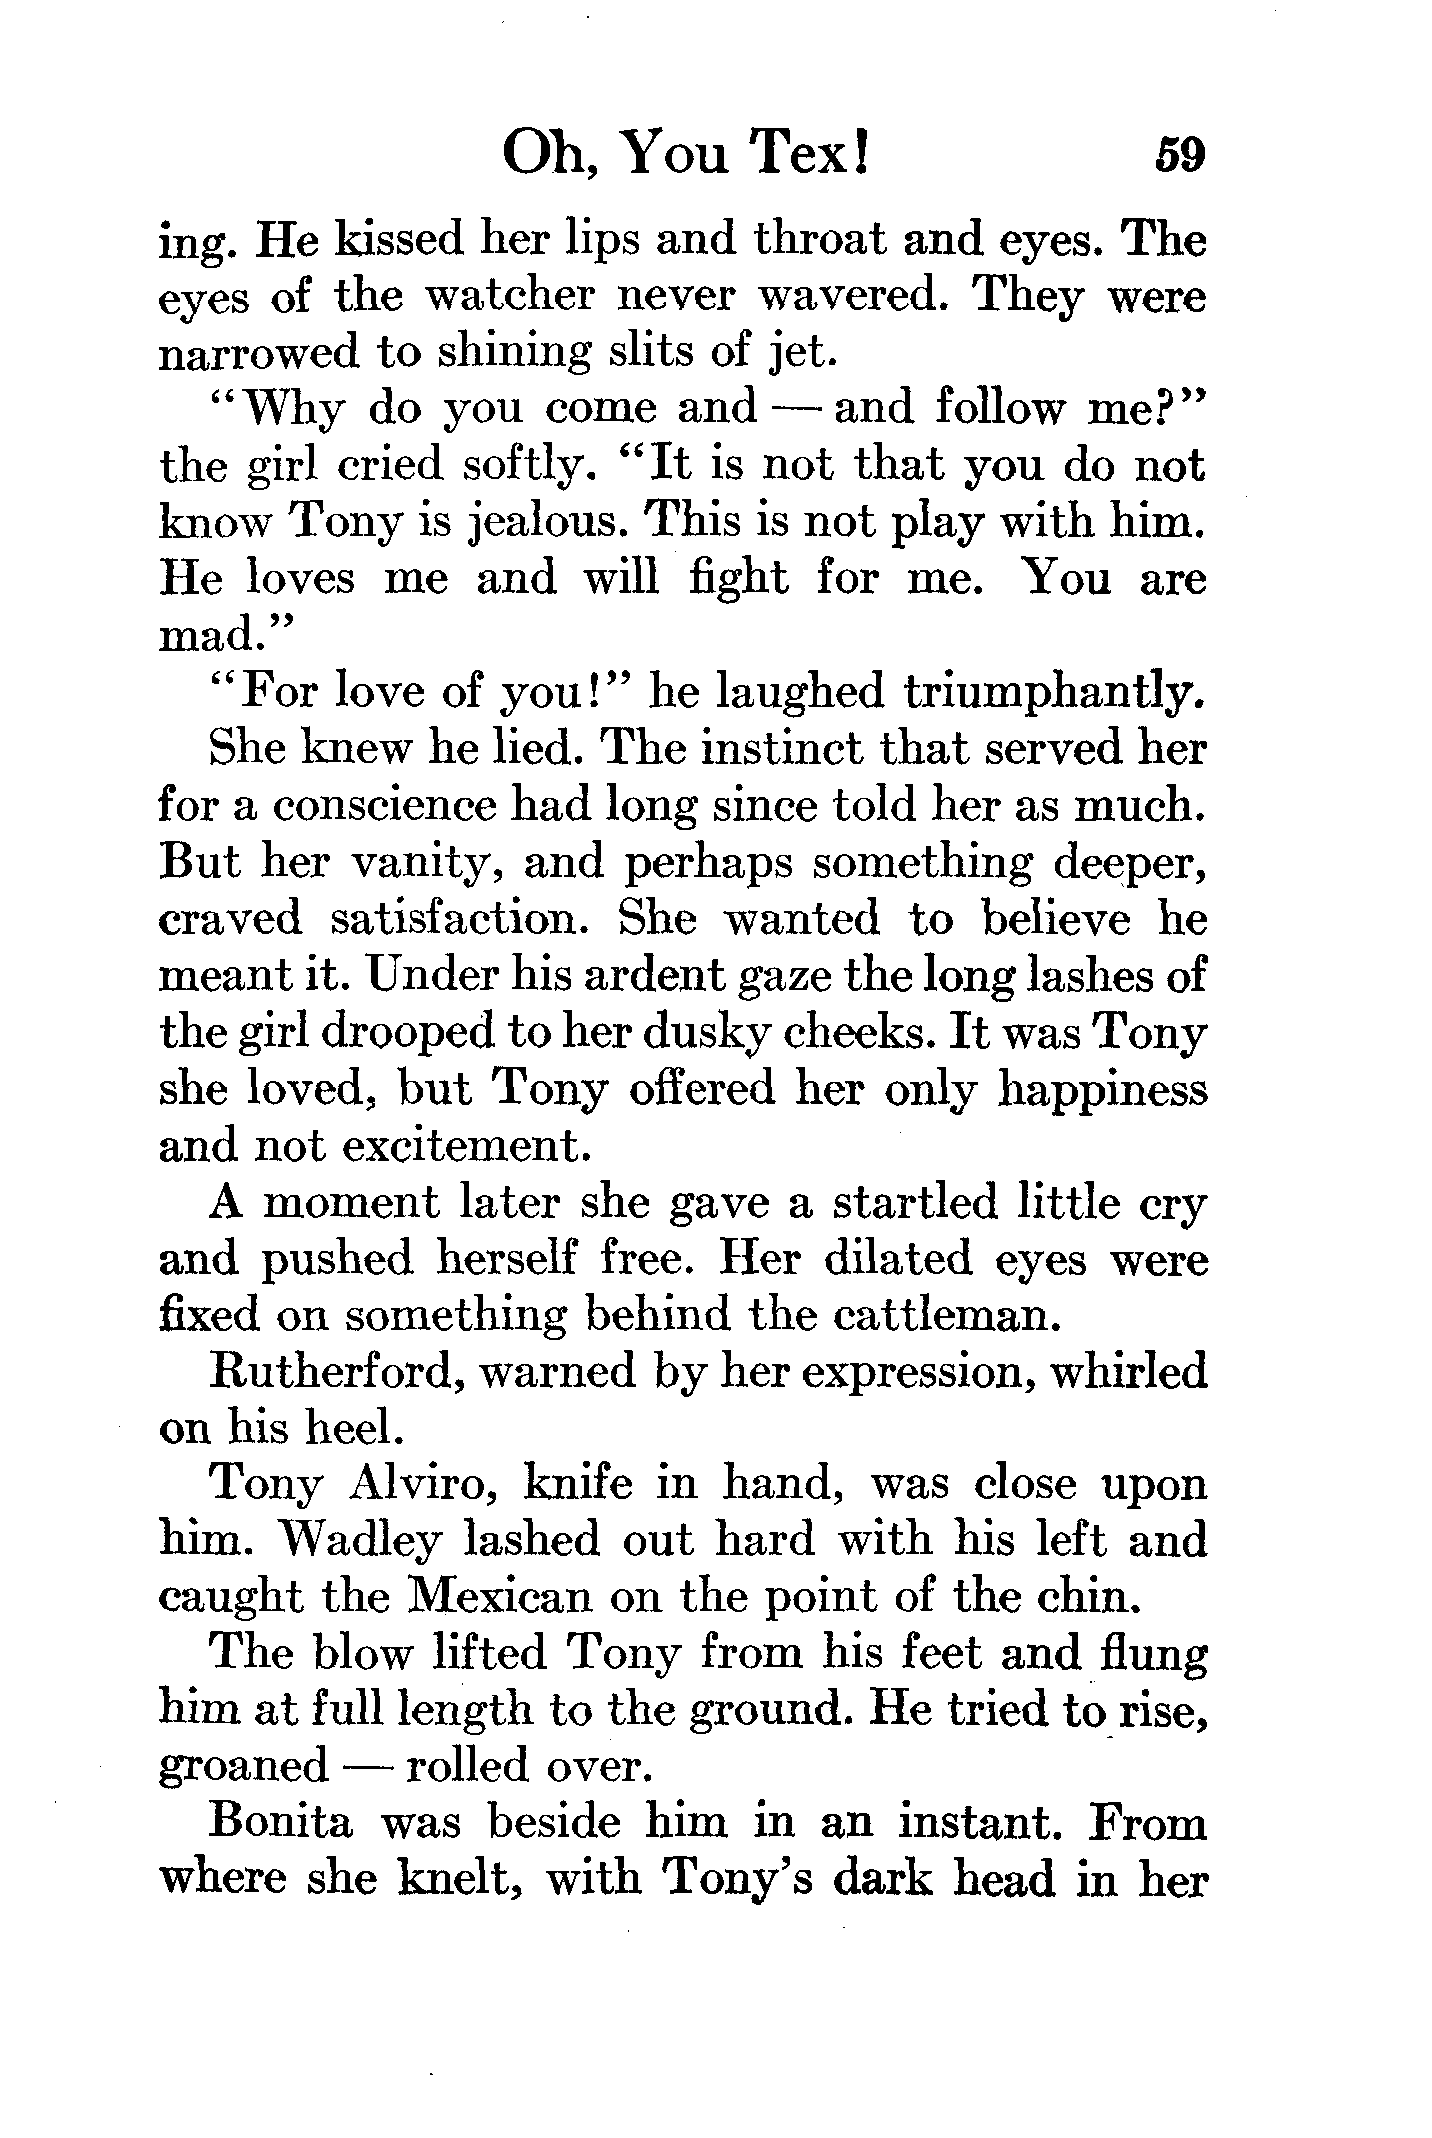 Oh, You Tex! 59
ing. He kissed her lips and throat and eyes. The
eyes of the watcher never wavered. They were
narrowed to shining slits of jet.
"Why do you come and — and follow me?"
the girl cried softly. "It is not that you do not
know Tony is jealous. This is not play with him.
He loves me and will fight for me. You are
mad."
"For love of you!" he laughed triumphantly.
She knew he lied. The instinct that served her
for a conscience had long since told her as much.
But her vanity, and perhaps something deeper,
craved satisfaction. She wanted to believe he
meant it. Under his ardent gaze the long lashes of
the girl drooped to her dusky cheeks. It was Tony
she loved, but Tony offered her only happiness
and not excitement.
A moment later she gave a startled little cry
and pushed herself free. Her dilated eyes were
fixed on something behind the cattleman.
Rutherford, warned by her expression, whirled
on his heel.
Tony Alviro, knife in hand, was close upon
him. Wadley lashed out hard with his left and
caught the Mexican on the point of the chin.
The blow lifted Tony from his feet and flung
him at full length to the ground. He tried to rise,
groaned — rolled over.
Bonita was beside him in an instant. From
where she knelt, with Tony's dark head in her